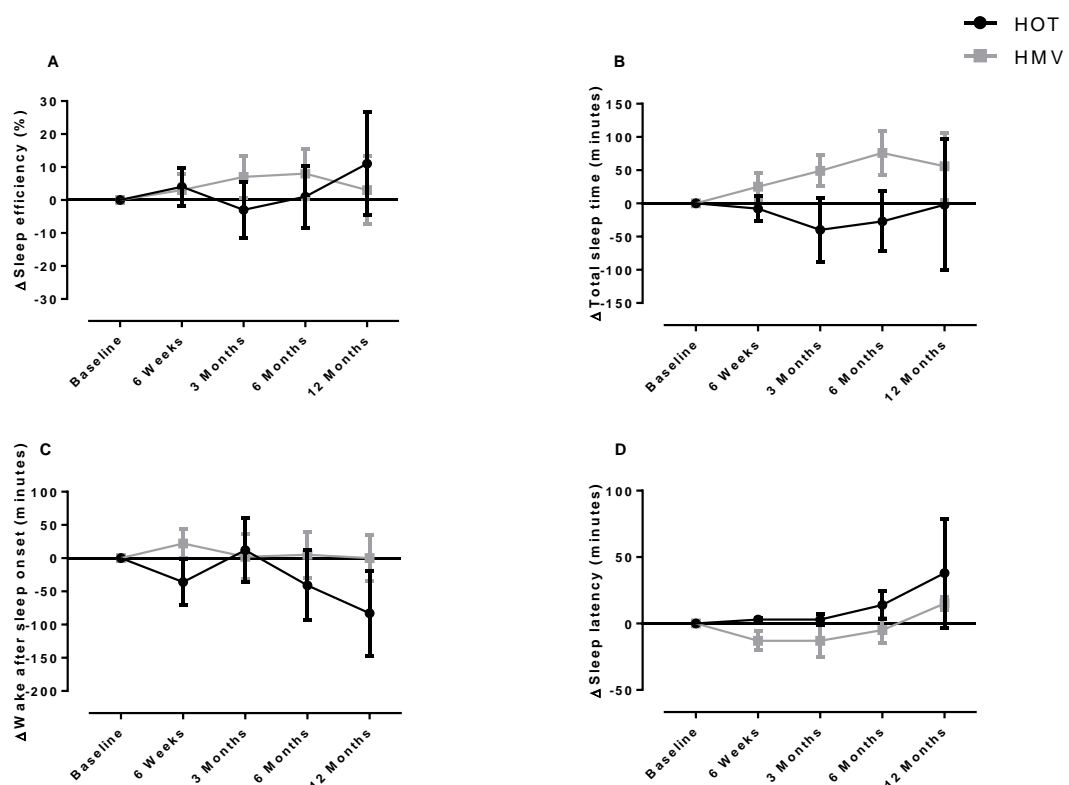 HOT
HMV
A
ΔSleep efficiency (%)
30
20
10
0
-10
-20
-30
Baseline
6 Weeks
3 Months
6 Months
12 Months
B
ΔTotal sleep time (minutes)
150
100
50
0
-50
-100
-150
Baseline
6 Weeks
3 Months
6 Months
12 Months
C
ΔWake after sleep onset (minutes)
100
50
0
-50
-100
-150
-200
Baseline
6 Weeks
3 Months
6 Months
12 Months
D
ΔSleep latency (minutes)
100
50
0
-50
Baseline
6 Weeks
3 Months
6 Months
12 Months